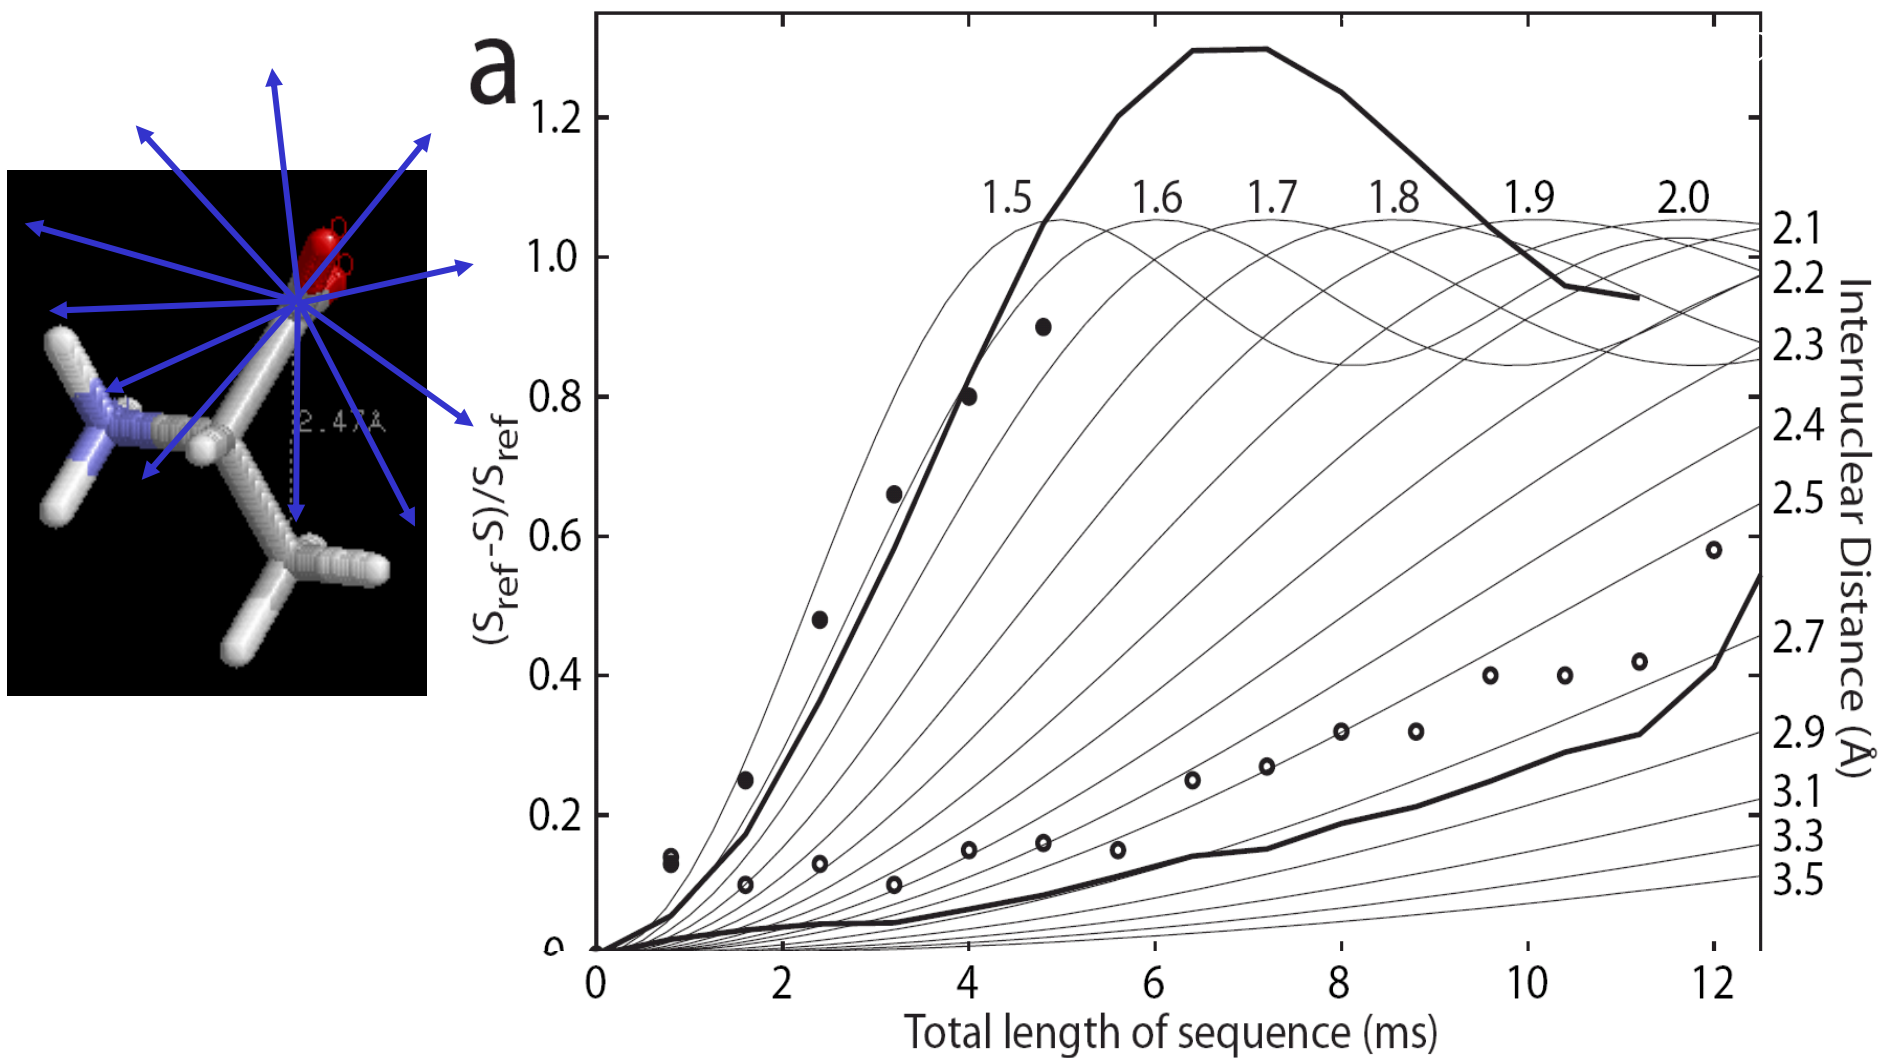 a
2.47Å
(Sref-S)/Sref
1.2
1.0
0.8
0.6
0.4
0.2
0
0 2 4 6 8 10 12
Total length of sequence (ms)
1.5 1.6 1.7 1.8 1.9 2.0
2.1
2.2
2.3
2.4
2.5
2.7
2.9
3.1
3.3
3.5
Internuclear Distance (Å)